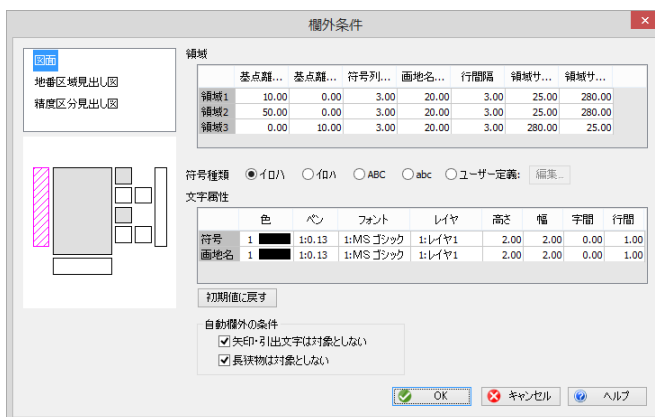 欄外条件
図面
地番区域見出し図
精度区分見出し図
領域
基点離... 基点離... 符号列... 画地名... 行間隔 領域サ... 領域サ...
領域1 10.00 0.00 3.00 20.00 3.00 25.00 280.00
領域2 50.00 0.00 3.00 20.00 3.00 25.00 280.00
領域3 0.00 10.00 3.00 20.00 3.00 280.00 25.00
符号種類 イロハ ｲﾛﾊ ABC abc ユーザー定義: 編集...
文字属性
色 ペン フォント レイヤ 高さ 幅 字間 行間
符号 1 1:0.13 1:MS ゴシック 1:レイヤ1 2.00 2.00 0.00 1.00
画地名 1 1:0.13 1:MS ゴシック 1:レイヤ1 2.00 2.00 0.00 1.00
初期値に戻す
自動欄外の条件
矢印・引出文字は対象としない
長狭物は対象としない
OK キャンセル ヘルプ